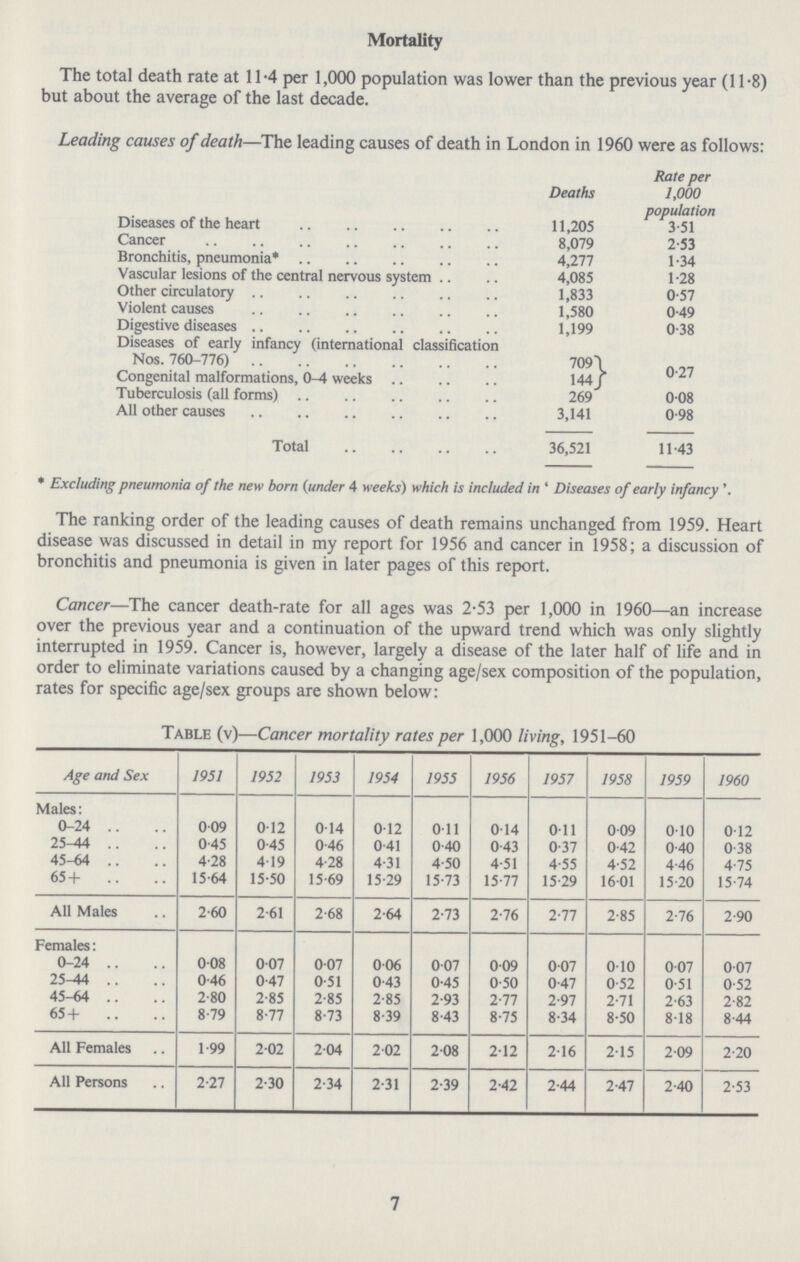 Mortality
The total death rate at 11·4 per 1,000 population was lower than the previous year (11·8)
but about the average of the last decade.
Leading causes of death—The leading causes of death in London in 1960 were as follows:
Deaths Rate per 1,000 population
Diseases of the heart .. .. .. .. .. 11,205 3·51
Cancer .. .. .. .. .. .. .. 8,079 2·53
Bronchitis, pneumonia* .. .. .. .. .. 4,277 1·34
Vascular lesions of the central nervous system .. .. 4,085 1·28
Other circulatory .. .. .. .. .. .. 1,833 0·57
Violent causes .. .. .. .. .. .. 1,580 0·49
Digestive diseases .. .. .. .. .. .. 1,199 0·38
Diseases of early infancy (international classification
Nos. 760–776) .. .. .. .. .. .. 709}
Congenital malformations, 0–4 weeks .. .. .. 144} 0·27
Tuberculosis (all forms) .. .. .. .. .. 269 0·08
All other causes .. .. .. .. .. .. 3,141 0·98
Total .. .. .. .. 36,521 11·43
* Excluding pneumonia of the new born (under 4 weeks) which is included in ‘ Diseases of early infancy ’.
The ranking order of the leading causes of death remains unchanged from 1959. Heart
disease was discussed in detail in my report for 1956 and cancer in 1958; a discussion of
bronchitis and pneumonia is given in later pages of this report.
Cancer—The cancer death-rate for all ages was 2·53 per 1,000 in 1960—an increase
over the previous year and a continuation of the upward trend which was only slightly
interrupted in 1959. Cancer is, however, largely a disease of the later half of life and in
order to eliminate variations caused by a changing age/sex composition of the population,
rates for specific age/sex groups are shown below:
TABLE (v)—Cancer mortality rates per 1,000 living, 1951–60
Age and Sex 1951 1952 1953 1954 1955 1956 1957 1958 1959 1960
Males:
0–24 .. .. 0·09 0·12 0·14 0·12 0·11 0·14 0·11 0·09 0·10 0·12
25–44 .. .. 0·45 0·45 0·46 0·41 0·40 0·43 0·37 0·42 0·40 0·38
45–64 .. .. 4·28 4·19 4·28 4·31 4·50 4·51 4·55 4·52 4·46 4·75
65+ .. .. 15·64 15·50 15·69 15·29 15·73 15·77 15·29 16·01 15·20 15·74
All Males .. 2·60 2·61 2·68 2·64 2·73 2·76 2·77 2·85 2·76 2·90
Females:
0–24 .. .. 0·08 0·07 0·07 0·06 0·07 0·09 0·07 0·10 0·07 0·07
25–44 .. .. 0·46 0·47 0·51 0·43 0·45 0·50 0·47 0·52 0·51 0·52
45–64 .. .. 2·80 2·85 2·85 2·85 2·93 2·77 2·97 2·71 2·63 2·82
65+ .. .. 8·79 8·77 8·73 8·39 8·43 8·75 8·34 8·50 8·18 8·44
All Females .. 1·99 2·02 2·04 2·02 2·08 2·12 2·16 2·15 2·09 2·20
All Persons .. 2·27 2·30 2·34 2·31 2·39 2·42 2·44 2·47 2·40 2·53
7